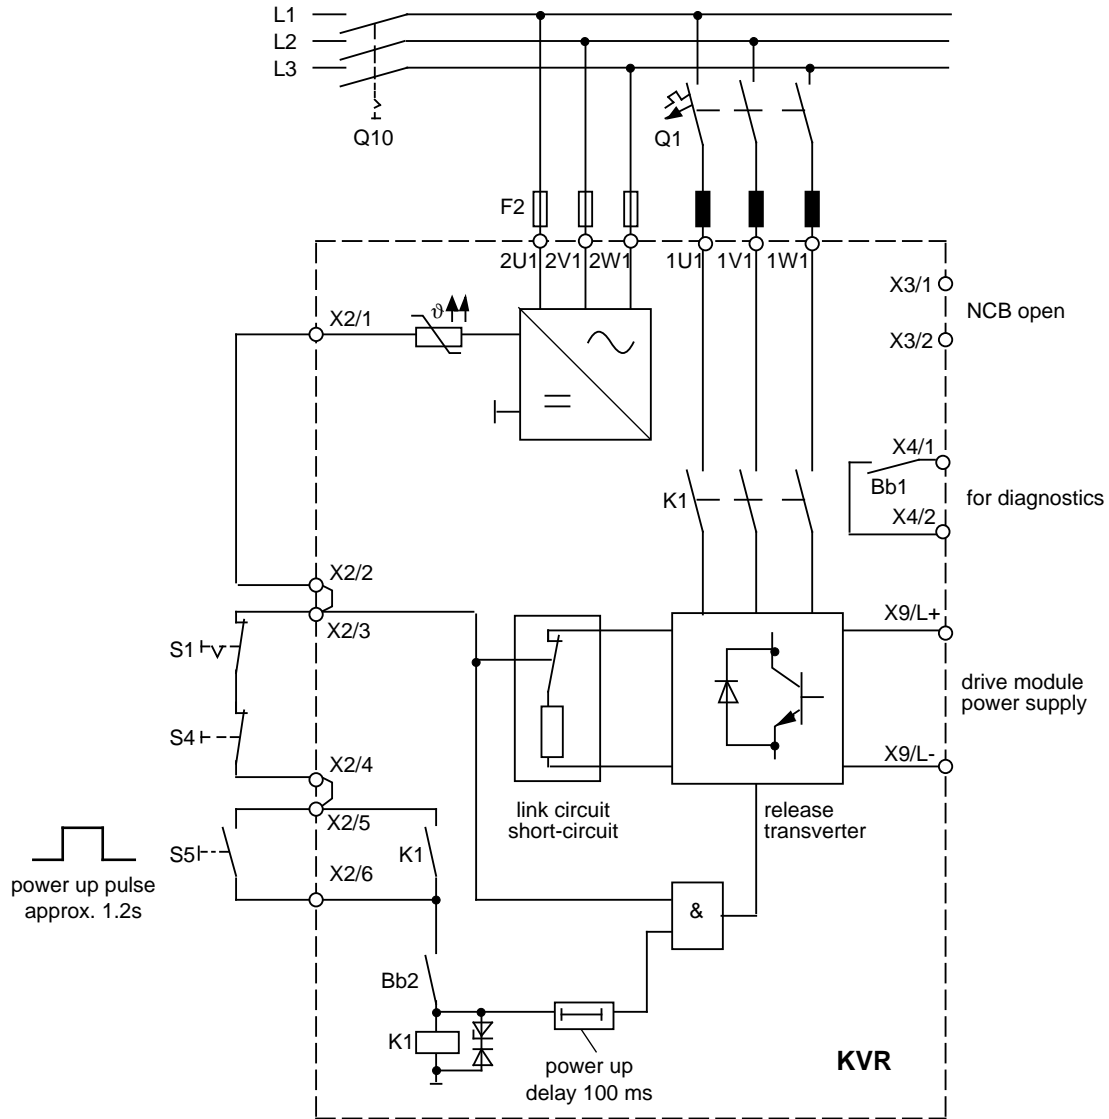 L1
L2
L3
Q10
Q1
F2
2U1 2V1 2W1 1U1 1V1 1W1
X3/1
NCB open
X3/2
X2/1
ϑ
X4/1
Bb1
for diagnostics
X4/2
K1
X2/2
X2/3
X9/L+
S1
drive module
power supply
S4
X2/4
X9/L-
link circuit
short-circuit
release
transverter
X2/5
S5
K1
X2/6
power up pulse
approx. 1.2s
&
Bb2
K1
power up
delay 100 ms
KVR